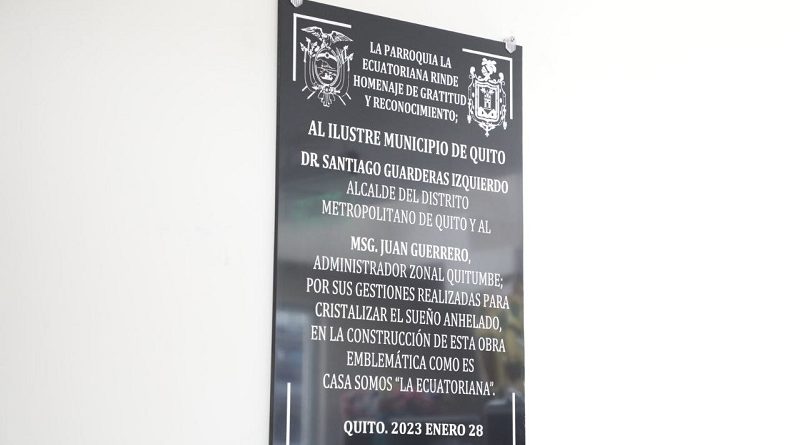 LA PARROQUIA LA
ECUATORIANA RINDE
HOMENAJE DE GRATITUD
Y RECONOCIMIENTO;
AL ILUSTRE MUNICIPIO DE QUITO
DR. SANTIAGO GUARDERAS IZQUIERDO
ALCALDE DEL DISTRITO
METROPOLITANO DE QUITO Y AL
MSG. JUAN GUERRERO,
ADMINISTRADOR ZONAL QUITUMBE;
POR SUS GESTIONES REALIZADAS PARA
CRISTALIZAR EL SUEÑO ANHELADO,
EN LA CONSTRUCCIÓN DE ESTA OBRA
EMBLEMÁTICA COMO ES
CASA SOMOS “LA ECUATORIANA”.
QUITO. 2023 ENERO 28